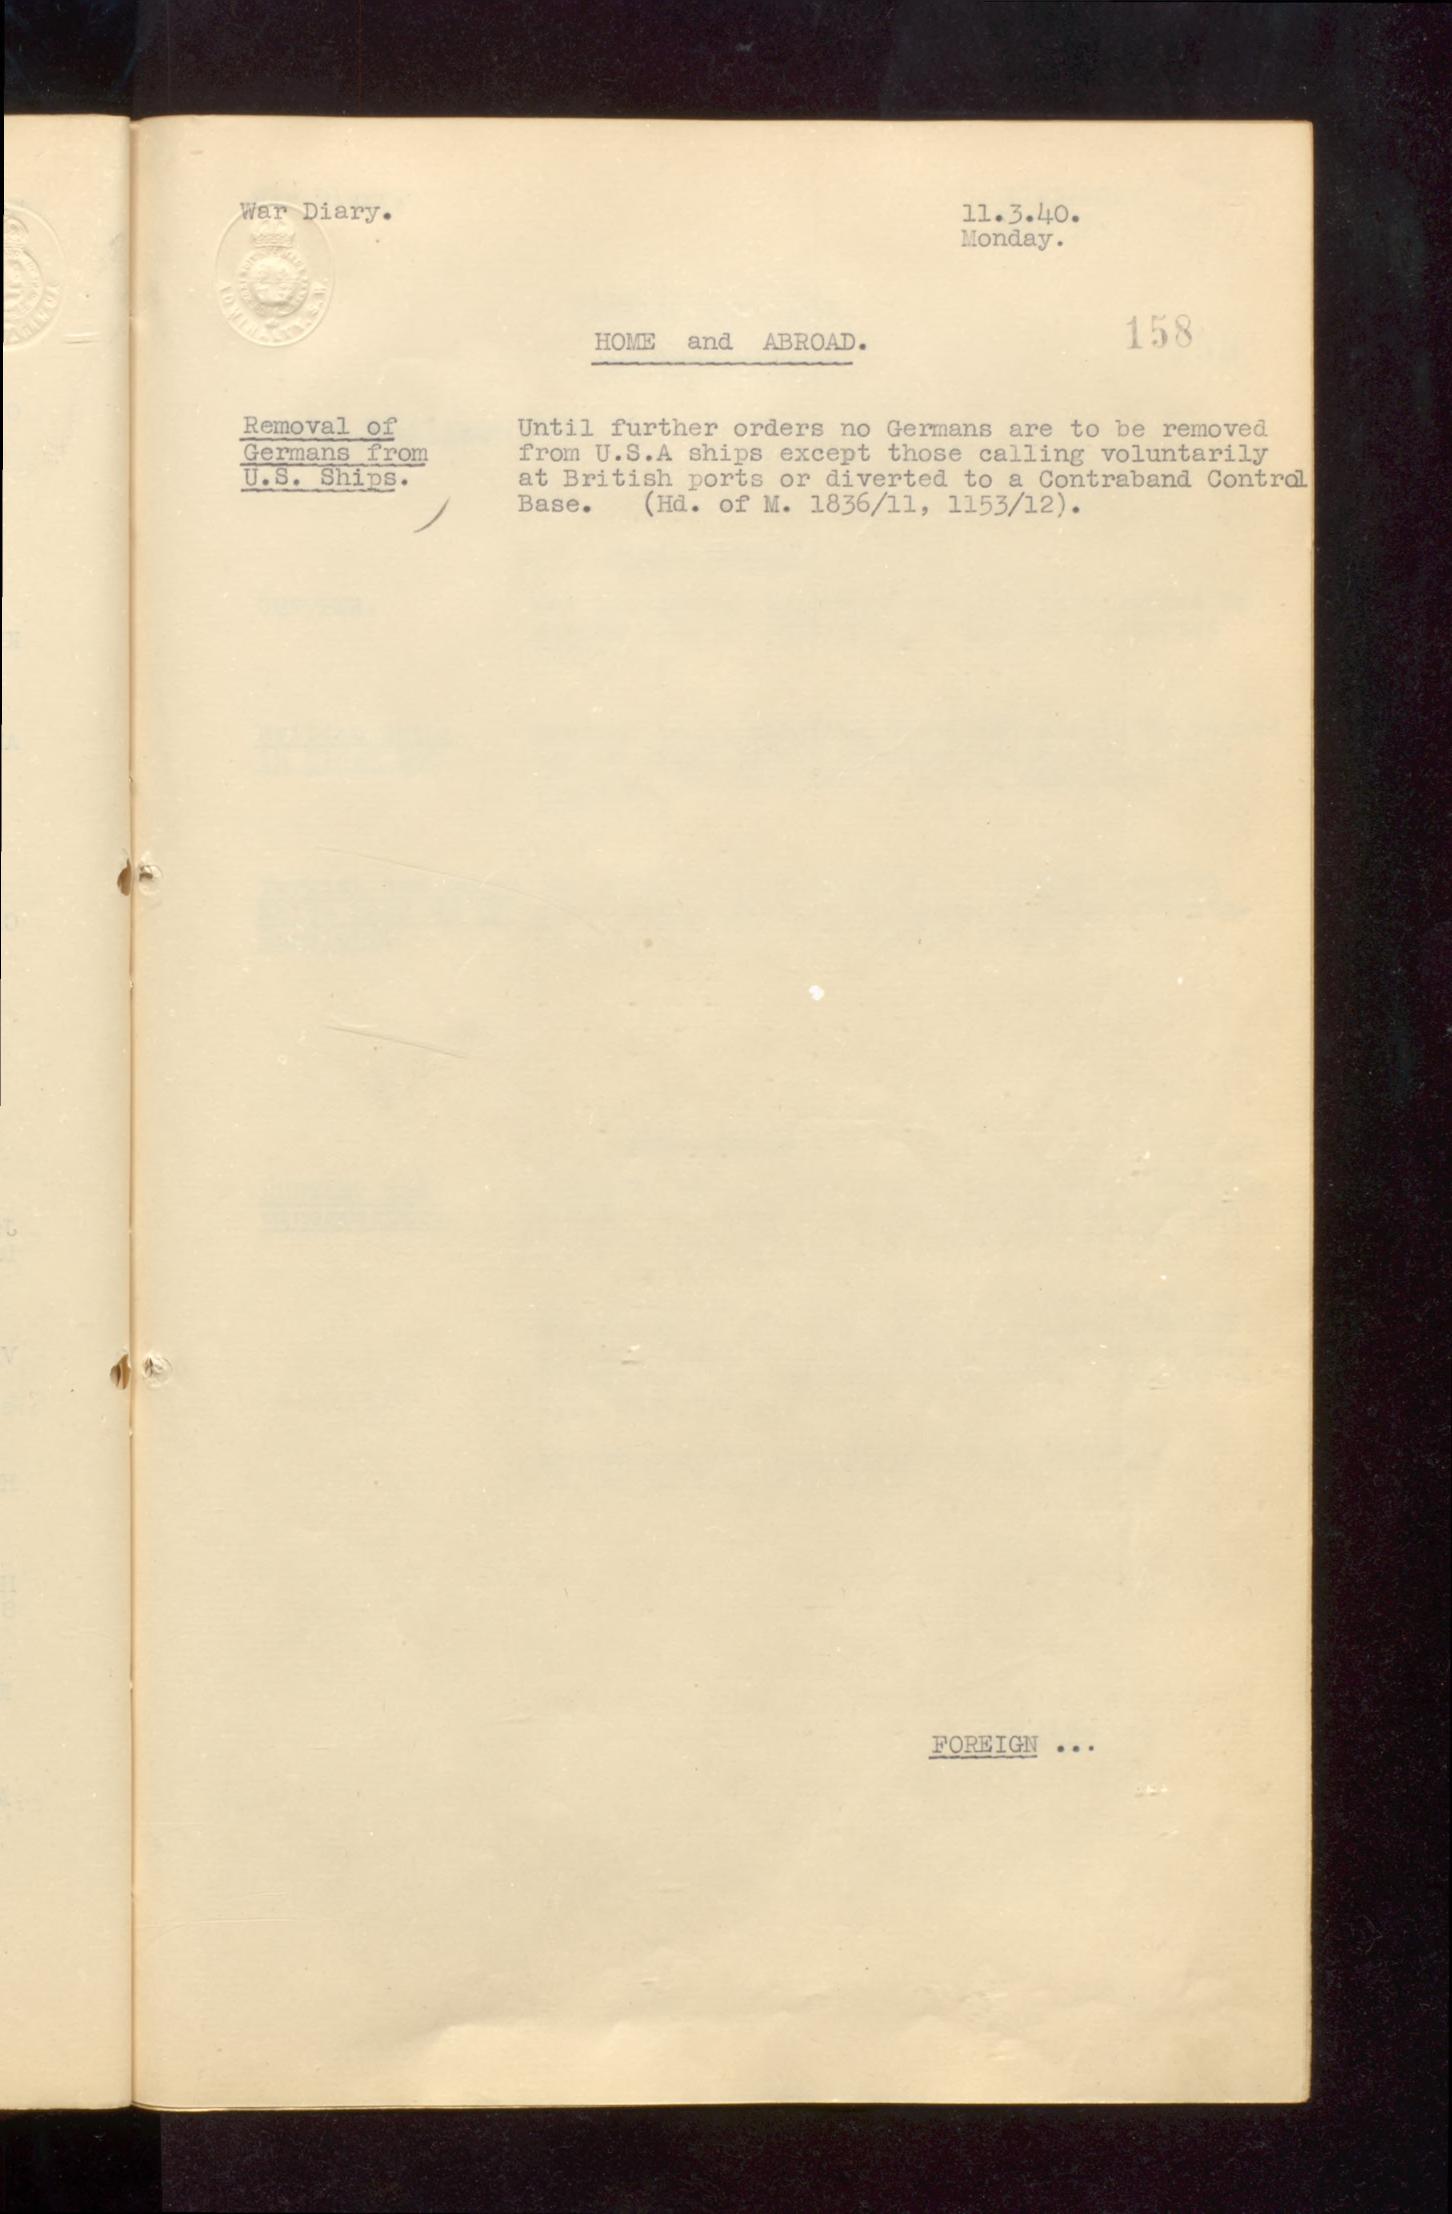 War Diary.
11.3.40.
Monday.
158
HOME and ABROAD.
Removal of
Germans from
U.S. Ships.
Until further orders no Germans are to be removed
from U.S.A ships except those calling voluntarily
at British ports or diverted to a Contraband Control
Base. (Hd. of M. 1836/11, 1153/12).
FOREIGN ...